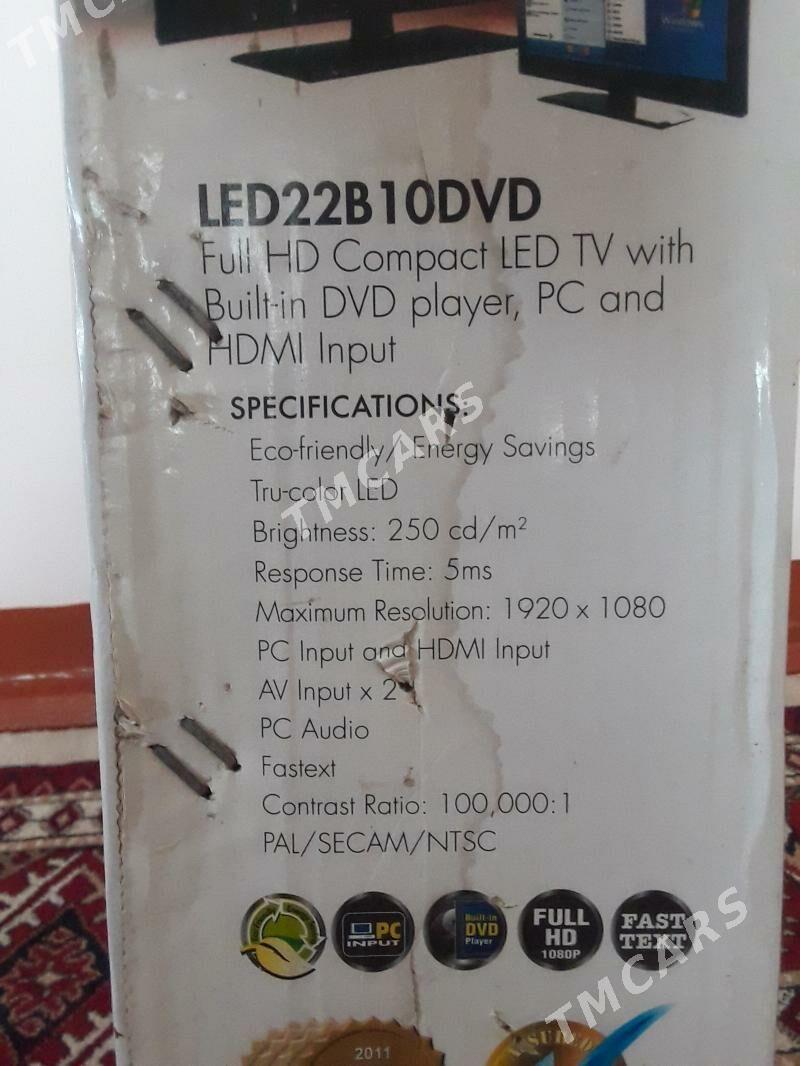 TMCARS
Windows
LED22B10DVD
Full HD Compact LED TV with
Built-in DVD player, PC and
HDMI Input
SPECIFICATIONS:
Eco-friendly/ Energy Savings
Tru-color LED
Brightness: 250 cd/m²
Response Time: 5ms
Maximum Resolution: 1920 x 1080
PC Input and HDMI Input
AV Input x 2
PC Audio
Fastext
Contrast Ratio: 100,000:1
PAL/SECAM/NTSC
TMCARS
PC
INPUT
Built-in
DVD
Player
FULL
HD
1080P
FAST
TEXT
TMCARS
2011